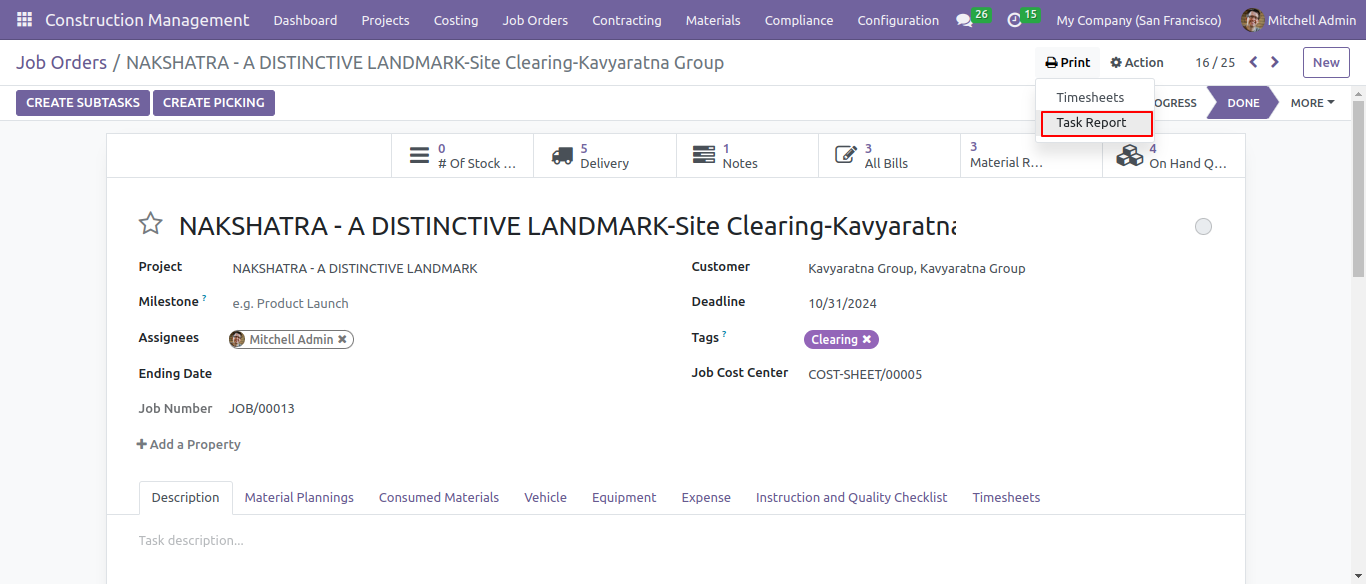 Construction Management Dashboard Projects Costing Job Orders Contracting Materials Compliance Configuration 26 15 My Company (San Francisco) Mitchell Admin
Job Orders / NAKSHATRA - A DISTINCTIVE LANDMARK-Site Clearing-Kavyaratna Group Print Action 16 / 25 New
CREATE SUBTASKS CREATE PICKING OGRESS DONE MORE
Timesheets
Task Report
0 # Of Stock ...
5 Delivery
1 Notes
3 All Bills
3 Material R...
4 On Hand Q...
NAKSHATRA - A DISTINCTIVE LANDMARK-Site Clearing-Kavyaratna
Project NAKSHATRA - A DISTINCTIVE LANDMARK
Customer Kavyaratna Group, Kavyaratna Group
Milestone ? e.g. Product Launch
Deadline 10/31/2024
Assignees Mitchell Admin ✖
Tags ? Clearing ✖
Ending Date
Job Cost Center COST-SHEET/00005
Job Number JOB/00013
+ Add a Property
Description Material Plannings Consumed Materials Vehicle Equipment Expense Instruction and Quality Checklist Timesheets
Task description...